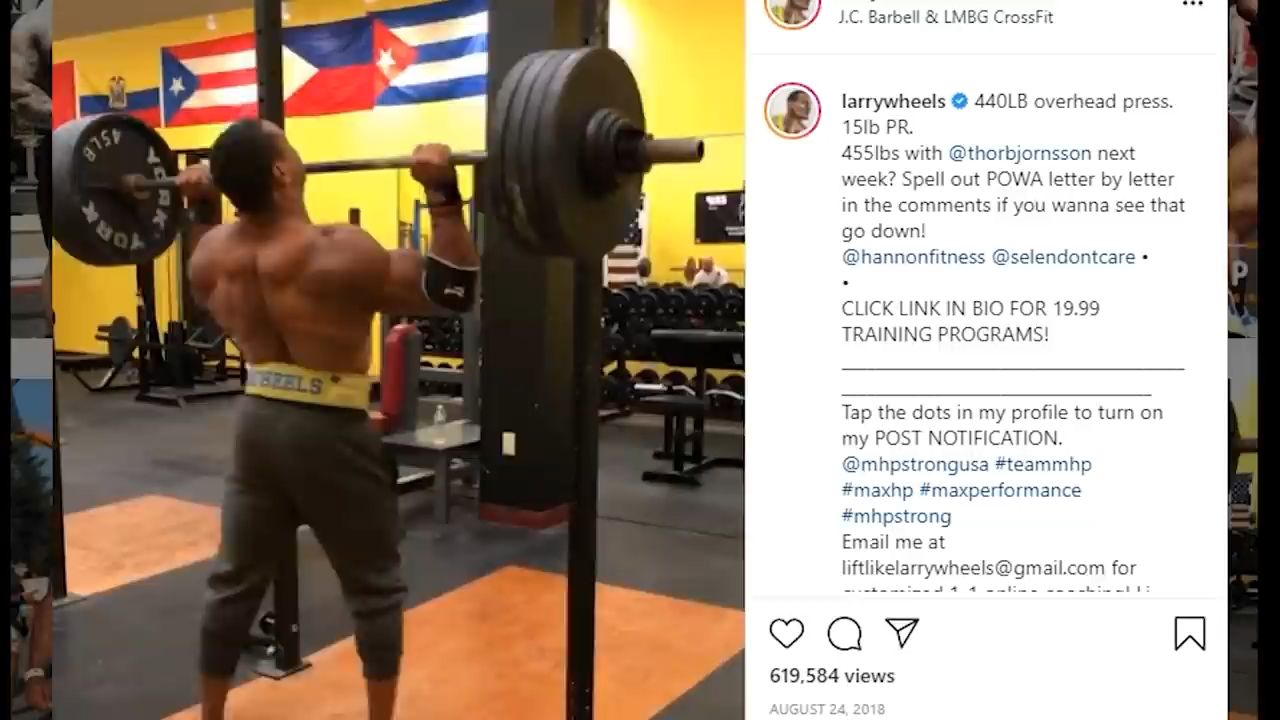 J.C. Barbell & LMBG CrossFit
larrywheels 440LB overhead press.
15lb PR.
455lbs with @thorbjornsson next
week? Spell out POWA letter by letter
in the comments if you wanna see that
go down!
@hannonfitness @selendontcare •
•
CLICK LINK IN BIO FOR 19.99
TRAINING PROGRAMS!
Tap the dots in my profile to turn on
my POST NOTIFICATION.
@mhpstrongusa #teammhp
#maxhp #maxperformance
#mhpstrong
Email me at
liftlikelarrywheels@gmail.com for
619,584 views
AUGUST 24, 2018
45LB
YORK
YORK
WHEELS